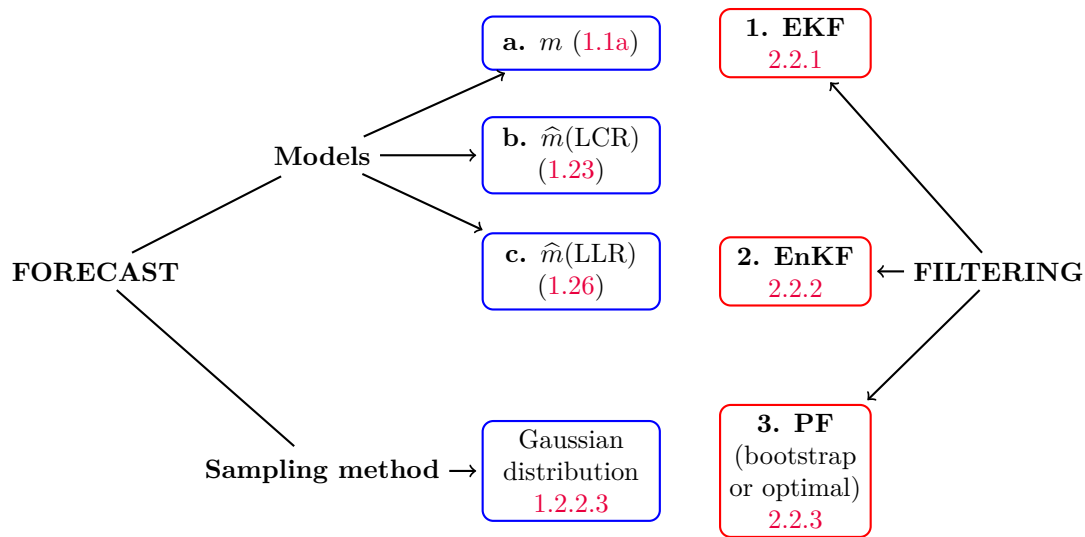 a. m (1.1a)
1. EKF
2.2.1
Models
b. m̂(LCR)
(1.23)
FORECAST
c. m̂(LLR)
(1.26)
2. EnKF
2.2.2
FILTERING
Sampling method
Gaussian
distribution
1.2.2.3
3. PF
(bootstrap
or optimal)
2.2.3